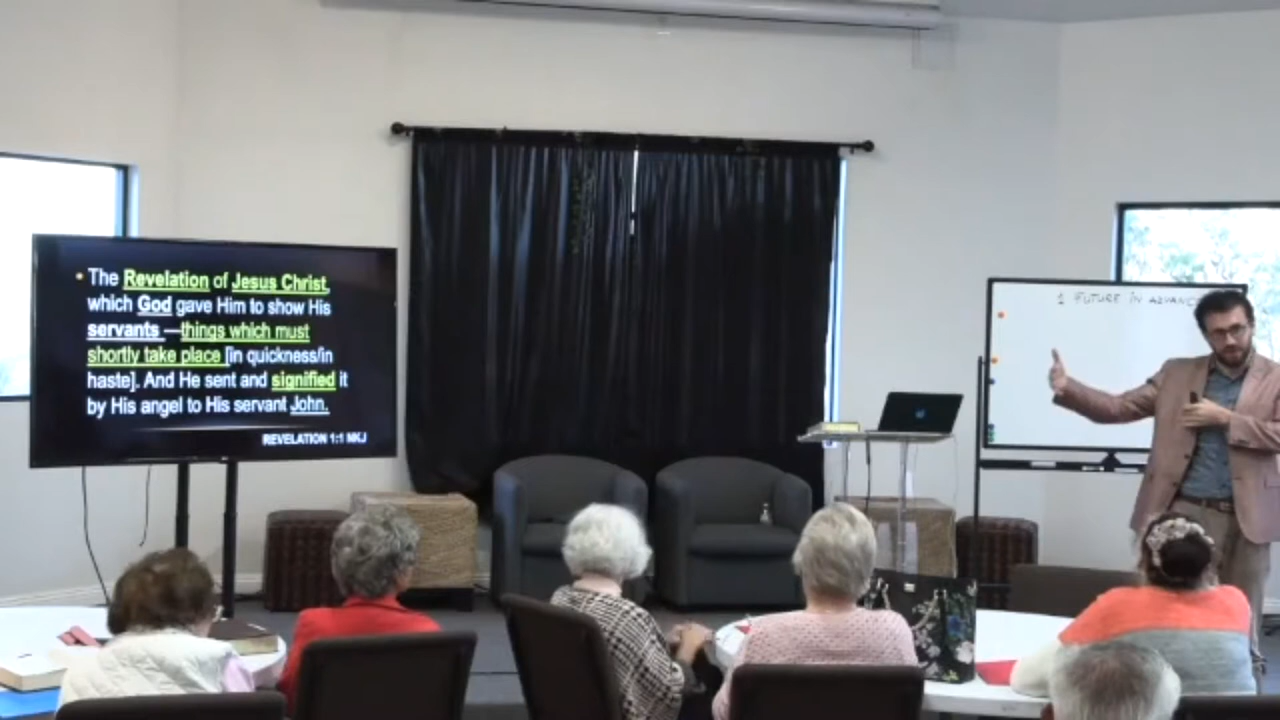 • The Revelation of Jesus Christ,
which God gave Him to show His
servants —things which must
shortly take place [in quickness/in
haste]. And He sent and signified it
by His angel to His servant John.
REVELATION 1:1 NKJ
1 FUTURE IN ADVANC